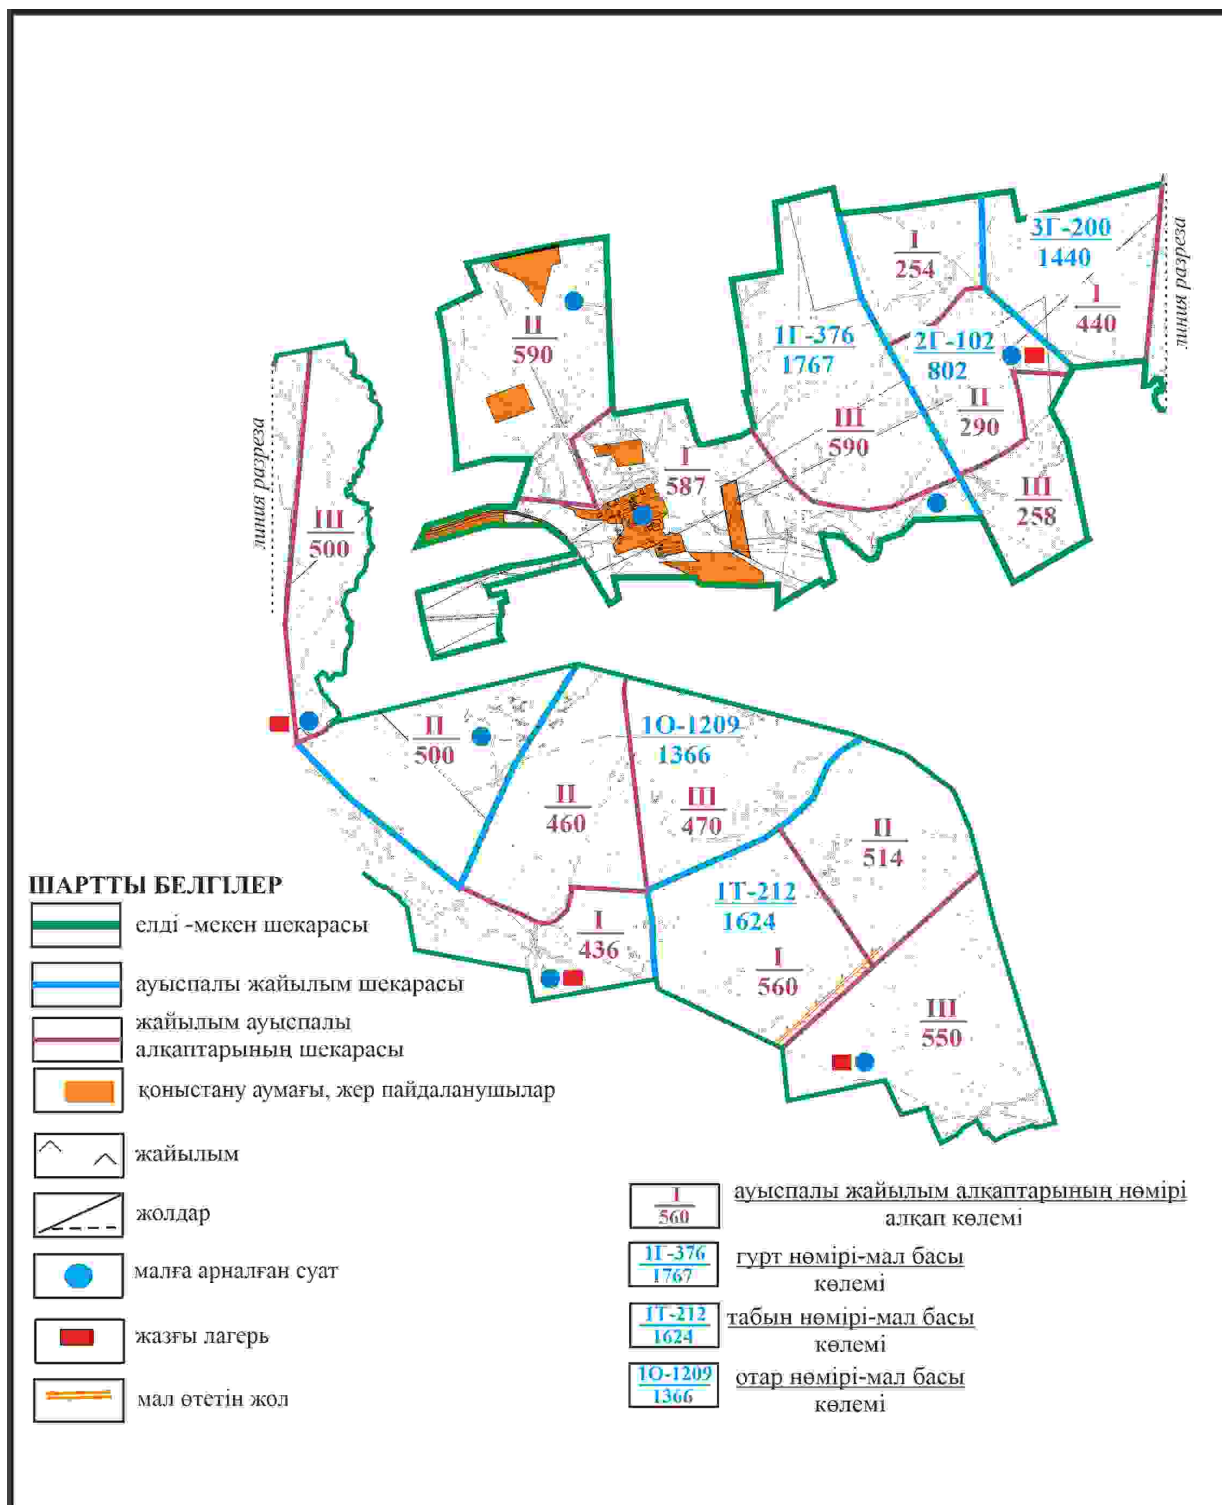 3Г-200
1440
I
254
I
440
линия разреза
II
590
1Г-376
1767
2Г-102
802
II
290
III
590
I
587
III
258
линия разреза
III
500
II
500
1О-1209
1366
II
460
III
470
II
514
1Т-212
1624
I
436
I
560
III
550
ШАРТТЫ БЕЛГІЛЕР
елді -мекен шекарасы
ауыспалы жайылым шекарасы
жайылым ауыспалы
алқаптарының шекарасы
қоныстану аумағы, жер пайдаланушылар
жайылым
жолдар
малға арналған суат
жазғы лагерь
мал өтетін жол
I
560
ауыспалы жайылым алқаптарының нөмірі
алқап көлемі
1Г-376
1767
гурт нөмірі-мал басы
көлемі
1Т-212
1624
табын нөмірі-мал басы
көлемі
1О-1209
1366
отар нөмірі-мал басы
көлемі